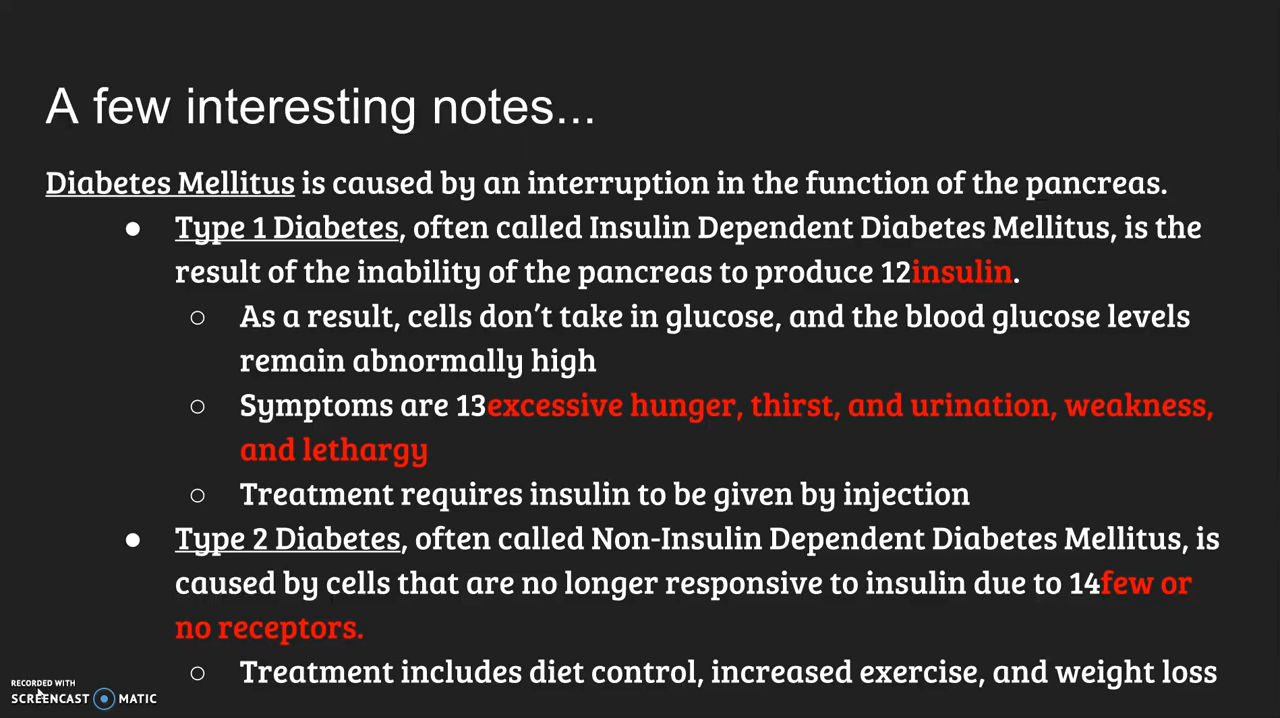 A few interesting notes...
Diabetes Mellitus is caused by an interruption in the function of the pancreas.
● Type 1 Diabetes, often called Insulin Dependent Diabetes Mellitus, is the
result of the inability of the pancreas to produce 12insulin.
○ As a result, cells don’t take in glucose, and the blood glucose levels
remain abnormally high
○ Symptoms are 13excessive hunger, thirst, and urination, weakness,
and lethargy
○ Treatment requires insulin to be given by injection
● Type 2 Diabetes, often called Non-Insulin Dependent Diabetes Mellitus, is
caused by cells that are no longer responsive to insulin due to 14few or
no receptors.
○ Treatment includes diet control, increased exercise, and weight loss
RECORDED WITH
SCREENCAST MATIC